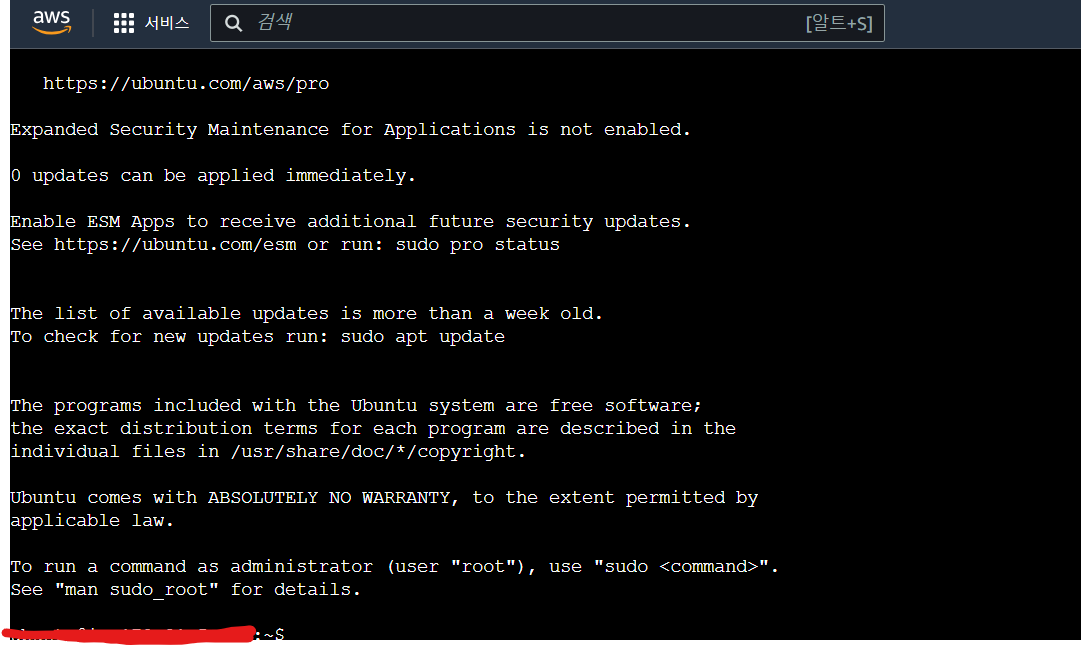 aws 서비스 검색 [알트+S]
https://ubuntu.com/aws/pro
Expanded Security Maintenance for Applications is not enabled.
0 updates can be applied immediately.
Enable ESM Apps to receive additional future security updates.
See https://ubuntu.com/esm or run: sudo pro status
The list of available updates is more than a week old.
To check for new updates run: sudo apt update
The programs included with the Ubuntu system are free software;
the exact distribution terms for each program are described in the
individual files in /usr/share/doc/*/copyright.
Ubuntu comes with ABSOLUTELY NO WARRANTY, to the extent permitted by
applicable law.
To run a command as administrator (user "root"), use "sudo <command>".
See "man sudo_root" for details.
:~$